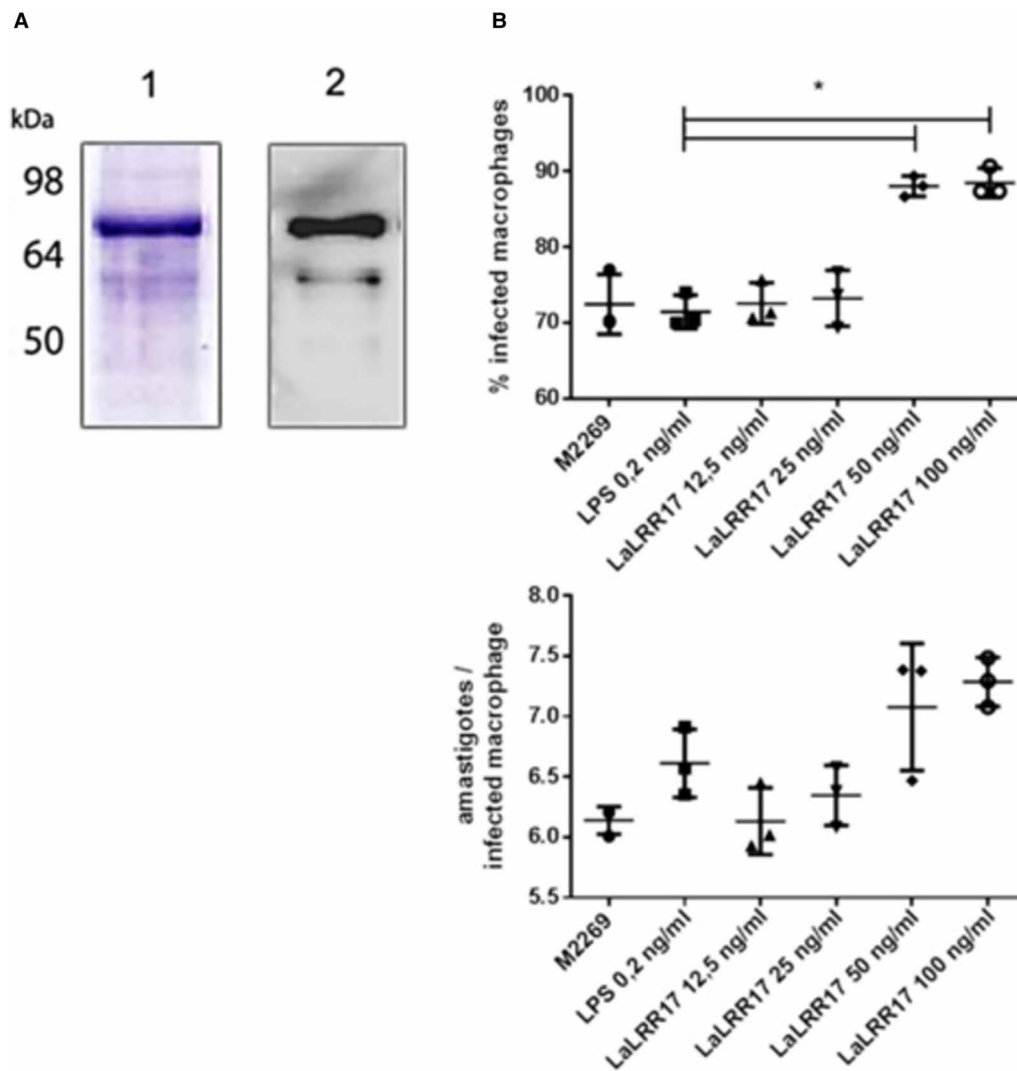 A
1
2
kDa
98
64
50
B
% infected macrophages
100
90
80
70
60
*
M2269
LPS 0,2 ng/ml
LaLRR17 12,5 ng/ml
LaLRR17 25 ng/ml
LaLRR17 50 ng/ml
LaLRR17 100 ng/ml
amastigotes /
infected macrophage
8.0
7.5
7.0
6.5
6.0
5.5
M2269
LPS 0,2 ng/ml
LaLRR17 12,5 ng/ml
LaLRR17 25 ng/ml
LaLRR17 50 ng/ml
LaLRR17 100 ng/ml